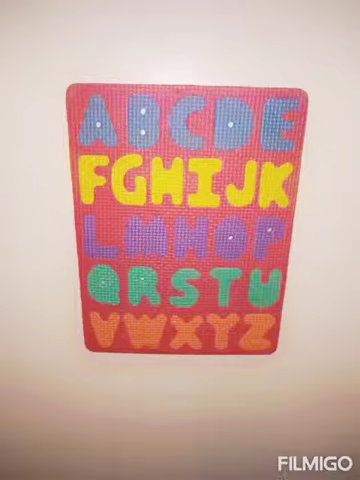 ABCDE
FGHIJK
LMNOP
QRSTU
VWXYZ
FILMIGO